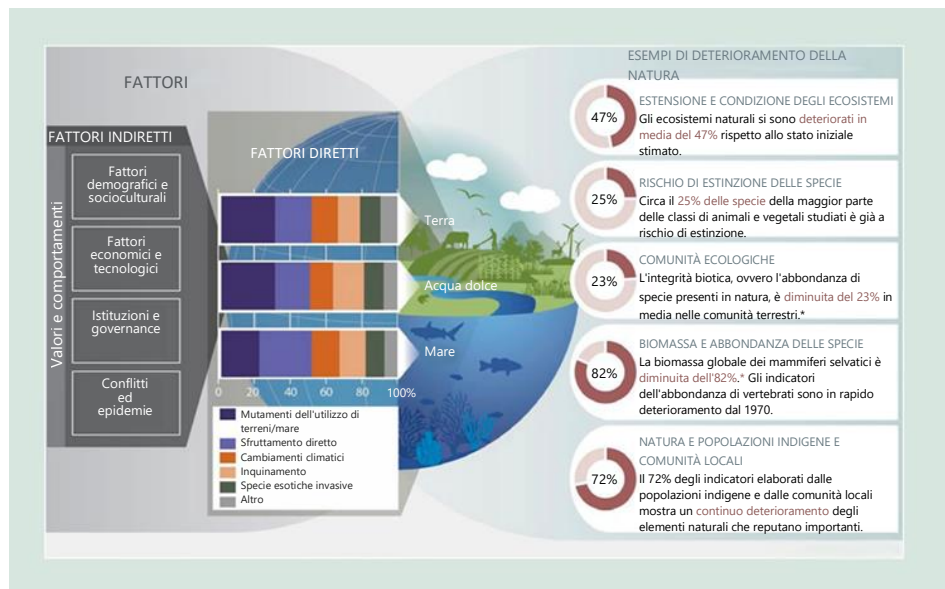 FATTORI
FATTORI INDIRETTI
Valori e comportamenti
Fattori
demografici e
socioculturali
Fattori
economici e
tecnologici
Istituzioni e
governance
Conflitti
ed
epidemie
FATTORI DIRETTI
Terra
Acqua dolce
Mare
0 20 40 60 80 100%
Mutamenti dell'utilizzo di
terreni/mare
Sfruttamento diretto
Cambiamenti climatici
Inquinamento
Specie esotiche invasive
Altro
ESEMPI DI DETERIORAMENTO DELLA
NATURA
47%
ESTENSIONE E CONDIZIONE DEGLI ECOSISTEMI
Gli ecosistemi naturali si sono deteriorati in
media del 47% rispetto allo stato iniziale
stimato.
25%
RISCHIO DI ESTINZIONE DELLE SPECIE
Circa il 25% delle specie della maggior parte
delle classi di animali e vegetali studiati è già a
rischio di estinzione.
23%
COMUNITÀ ECOLOGICHE
L'integrità biotica, ovvero l'abbondanza di
specie presenti in natura, è diminuita del 23% in
media nelle comunità terrestri.*
82%
BIOMASSA E ABBONDANZA DELLE SPECIE
La biomassa globale dei mammiferi selvatici è
diminuita dell'82%.* Gli indicatori
dell'abbondanza di vertebrati sono in rapido
deterioramento dal 1970.
72%
NATURA E POPOLAZIONI INDIGENE E
COMUNITÀ LOCALI
Il 72% degli indicatori elaborati dalle
popolazioni indigene e dalle comunità locali
mostra un continuo deterioramento degli
elementi naturali che reputano importanti.